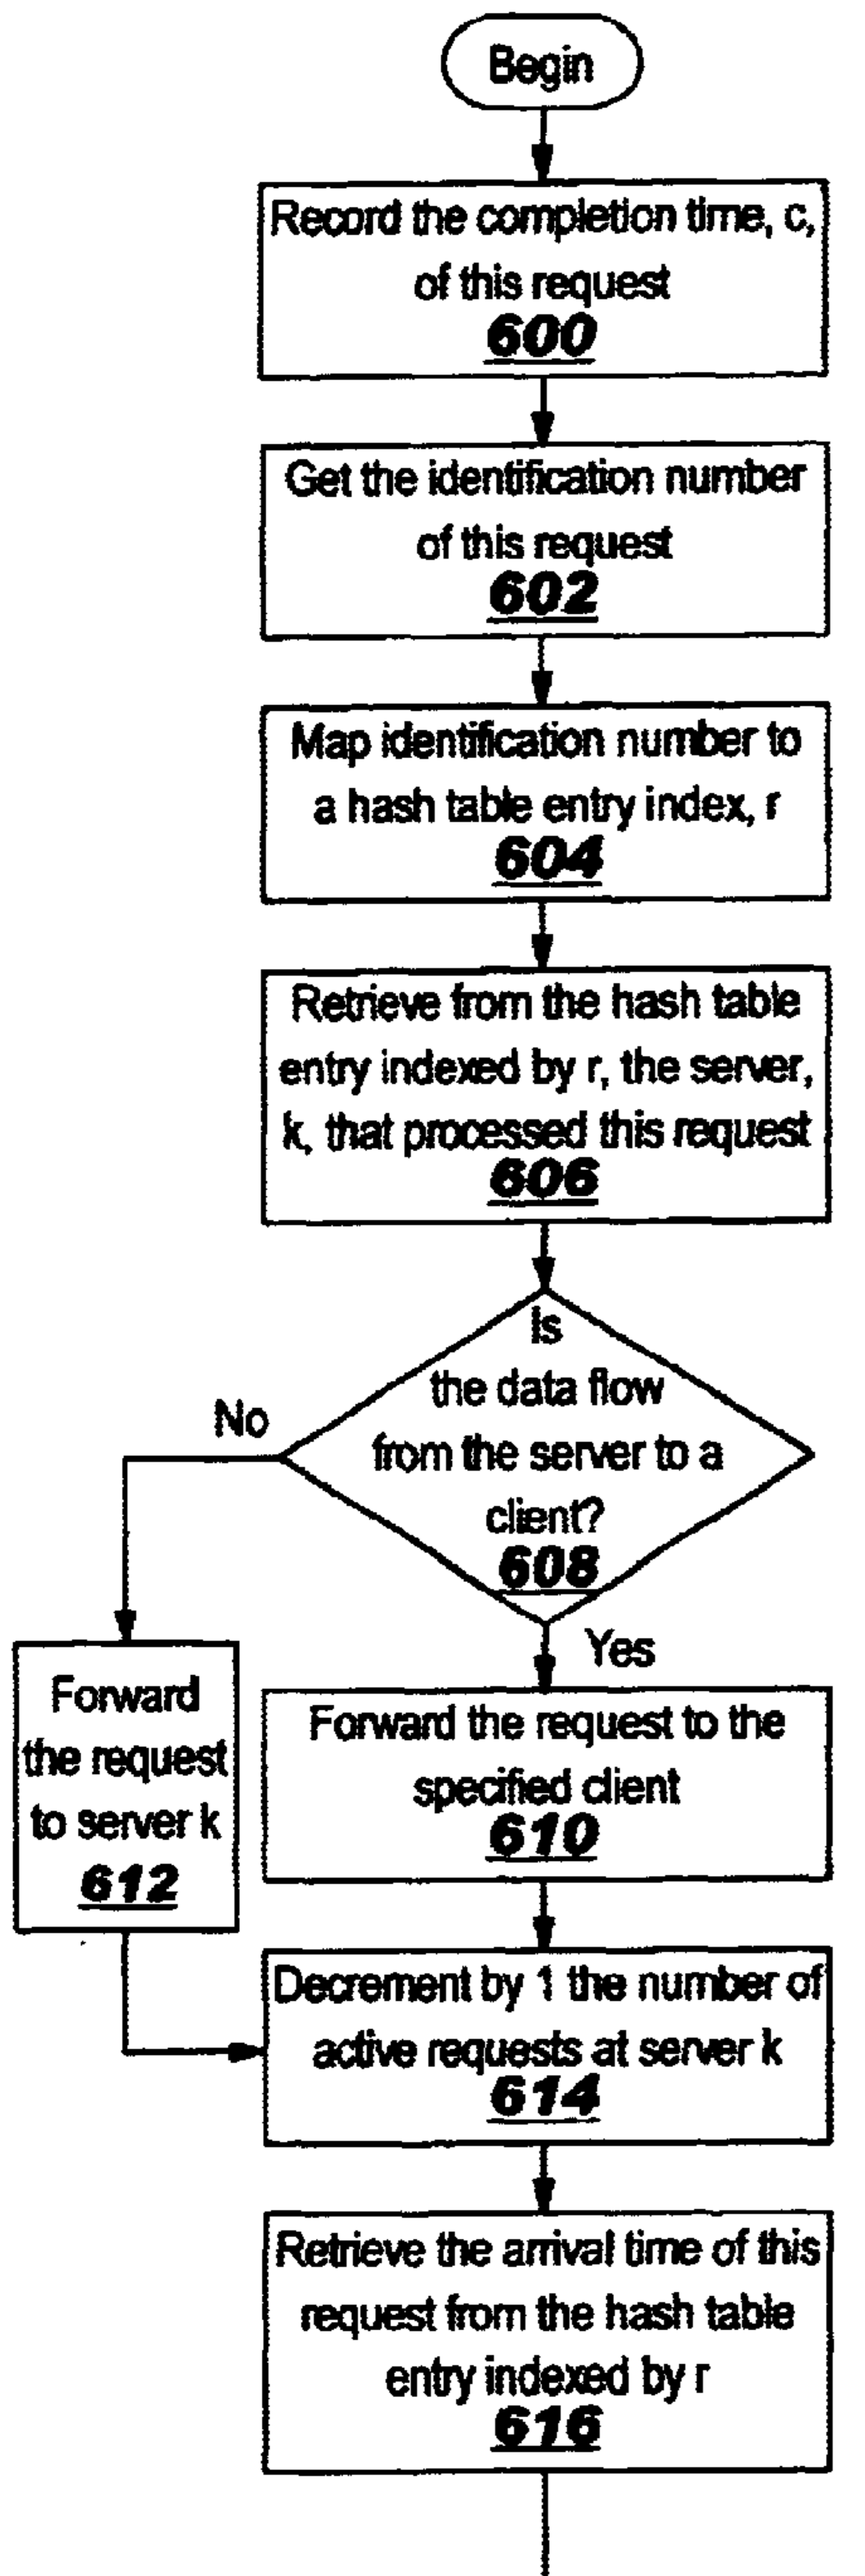 Begin
Record the completion time, c,
of this request
600
Get the identification number
of this request
602
Map identification number to
a hash table entry index, r
604
Retrieve from the hash table
entry indexed by r, the server,
k, that processed this request
606
Is
the data flow
from the server to a
client?
608
No
Yes
Forward
the request
to server k
612
Forward the request to the
specified client
610
Decrement by 1 the number of
active requests at server k
614
Retrieve the arrival time of this
request from the hash table
entry indexed by r
616